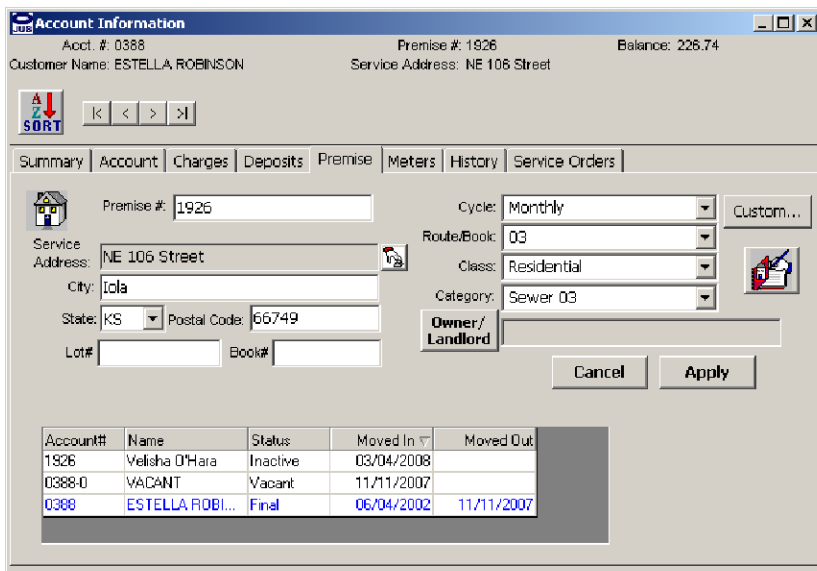 JUB Account Information
Acct. #: 0388 Premise #: 1926 Balance: 226.74
Customer Name: ESTELLA ROBINSON Service Address: NE 106 Street
A Z SORT
Summary Account Charges Deposits Premise Meters History Service Orders
Premise #: 1926 Cycle: Monthly Custom...
Service Address: NE 106 Street Route/Book: 03
Class: Residential
City: Iola Category: Sewer 03
State: KS Postal Code: 66749 Owner/
Landlord
Lot# Book#
Cancel Apply
Account# Name Status Moved In Moved Out
1926 Velisha O'Hara Inactive 03/04/2008
0388-0 VACANT Vacant 11/11/2007
0388 ESTELLA ROBI... Final 06/04/2002 11/11/2007